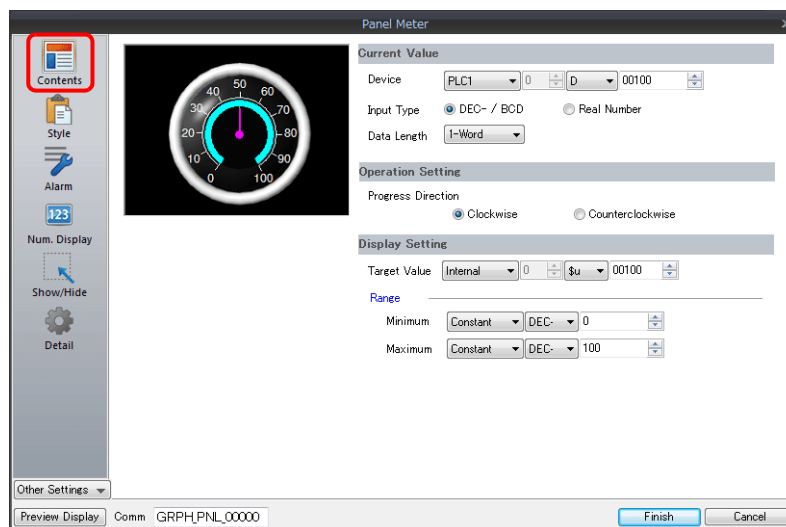 Panel Meter
Contents
Style
Alarm
123
Num. Display
Show/Hide
Detail
Other Settings
40 50 60
30 70
20 80
10 90
0 100
Current Value
Device PLC1 0 D 00100
Input Type DEC- / BCD Real Number
Data Length 1-Word
Operation Setting
Progress Direction
Clockwise Counterclockwise
Display Setting
Target Value Internal 0 $u 00100
Range
Minimum Constant DEC- 0
Maximum Constant DEC- 100
Preview Display Comm GRPH_PNL_00000 Finish Cancel